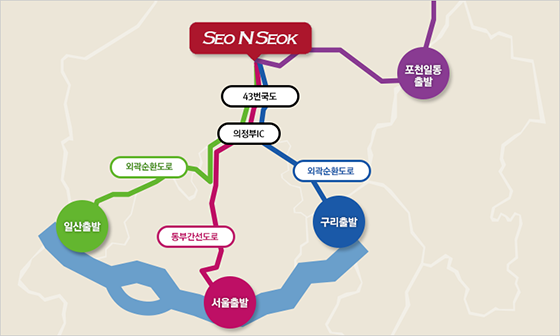 SEO N SEOK
포천일동
출발
43번국도
의정부IC
외곽순환도로
외곽순환도로
일산출발
구리출발
동부간선도로
서울출발